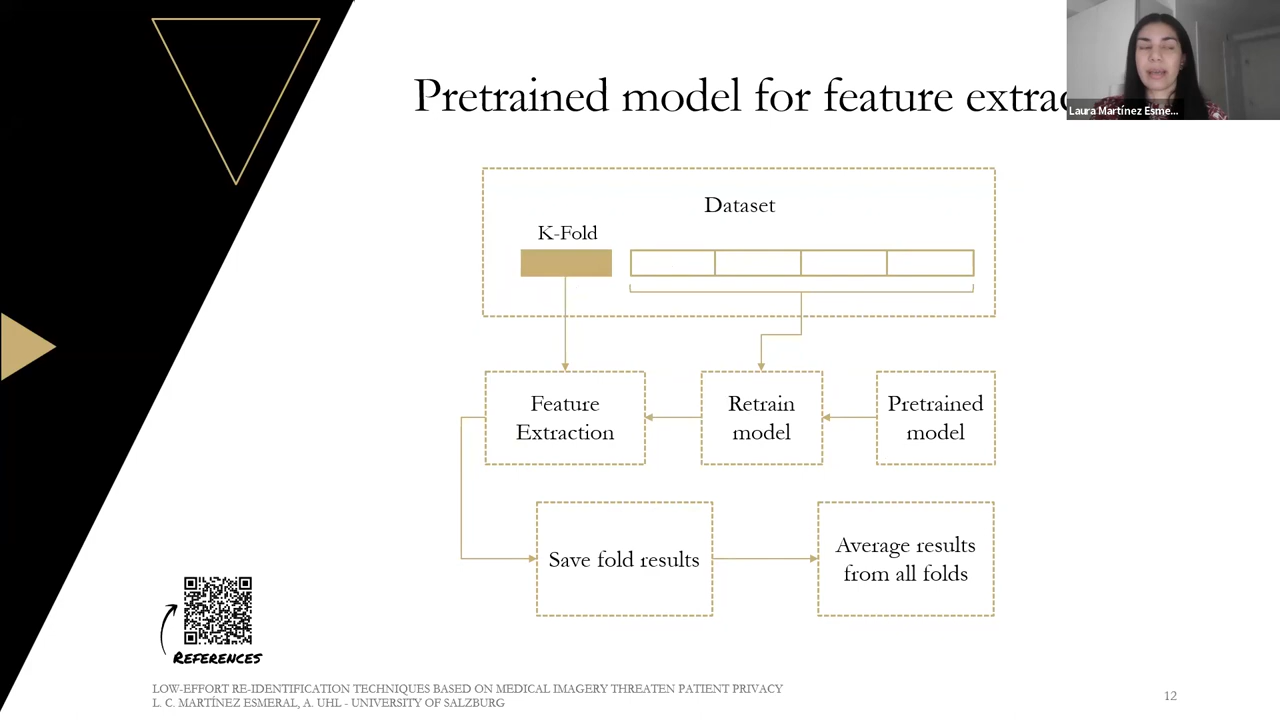 Pretrained model for feature extrac
Laura Martínez Esme...
Dataset
K-Fold
Feature
Extraction
Retrain
model
Pretrained
model
Save fold results
Average results
from all folds
REFERENCES
LOW-EFFORT RE-IDENTIFICATION TECHNIQUES BASED ON MEDICAL IMAGERY THREATEN PATIENT PRIVACY
L. C. MARTÍNEZ ESMERAL, A. UHL - UNIVERSITY OF SALZBURG
12